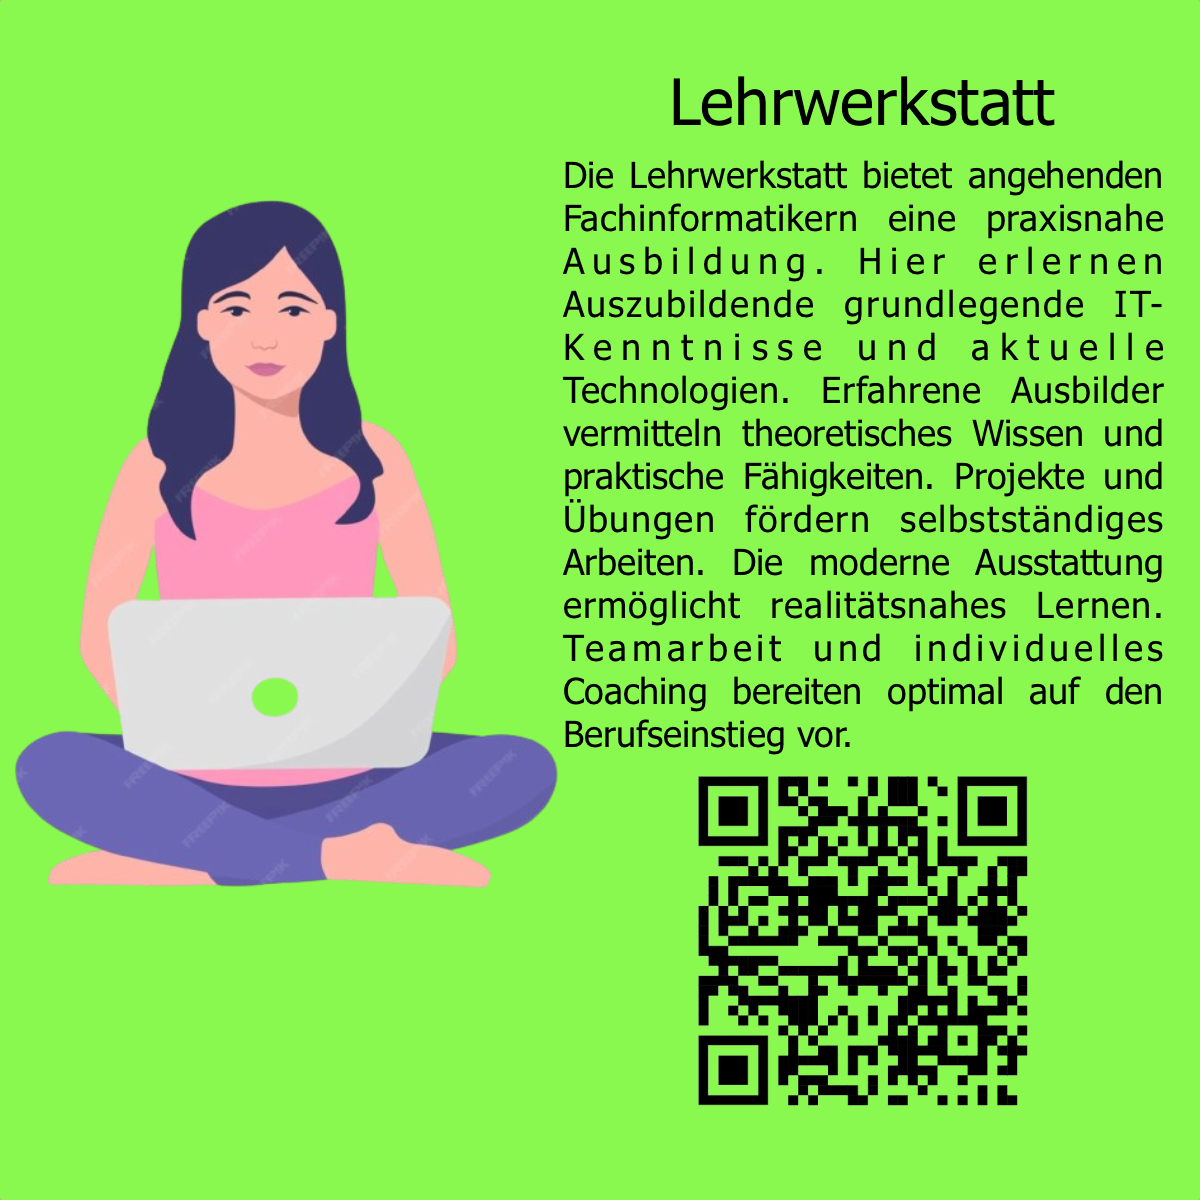 Lehrwerkstatt
Die Lehrwerkstatt bietet angehenden
Fachinformatikern eine praxisnahe
Ausbildung. Hier erlernen
Auszubildende grundlegende IT-
Kenntnisse und aktuelle
Technologien. Erfahrene Ausbilder
vermitteln theoretisches Wissen und
praktische Fähigkeiten. Projekte und
Übungen fördern selbstständiges
Arbeiten. Die moderne Ausstattung
ermöglicht realitätsnahes Lernen.
Teamarbeit und individuelles
Coaching bereiten optimal auf den
Berufseinstieg vor.